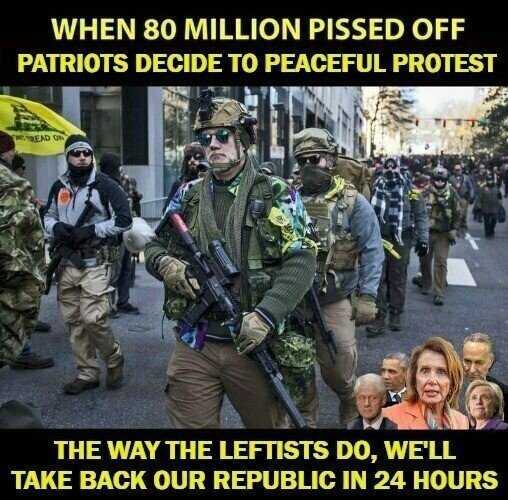 WHEN 80 MILLION PISSED OFF
PATRIOTS DECIDE TO PEACEFUL PROTEST
TREAD ON
THE WAY THE LEFTISTS DO, WE'LL
TAKE BACK OUR REPUBLIC IN 24 HOURS